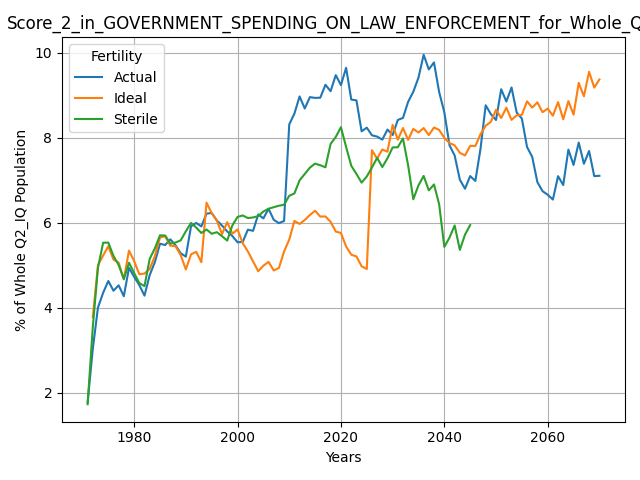 Score_2_in_GOVERNMENT_SPENDING_ON_LAW_ENFORCEMENT_for_Whole_Q
Fertility
Actual
Ideal
Sterile
% of Whole Q2_IQ Population
10
8
6
4
2
1980 2000 2020 2040 2060
Years